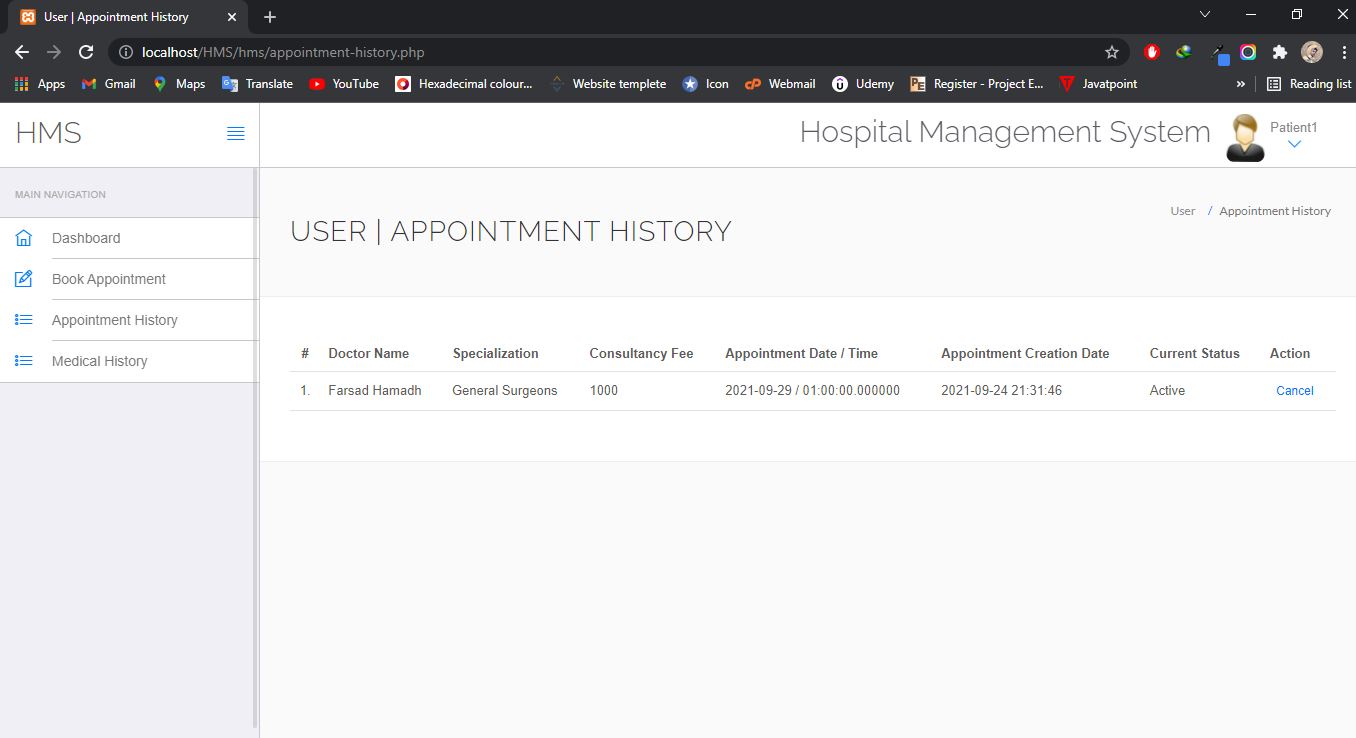 User | Appointment History
localhost/HMS/hms/appointment-history.php
Apps Gmail Maps Translate YouTube Hexadecimal colour... Website templete Icon Webmail Udemy Register - Project E... Javatpoint » Reading list
HMS
Hospital Management System
Patient1
MAIN NAVIGATION
Dashboard
Book Appointment
Appointment History
Medical History
USER | APPOINTMENT HISTORY
User / Appointment History
# Doctor Name Specialization Consultancy Fee Appointment Date / Time Appointment Creation Date Current Status Action
1. Farsad Hamadh General Surgeons 1000 2021-09-29 / 01:00:00.000000 2021-09-24 21:31:46 Active Cancel